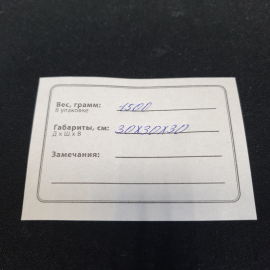 Вес, грамм: 1500
В упаковке
Габариты, см: 30х30х30
Д х Ш х В
Замечания: